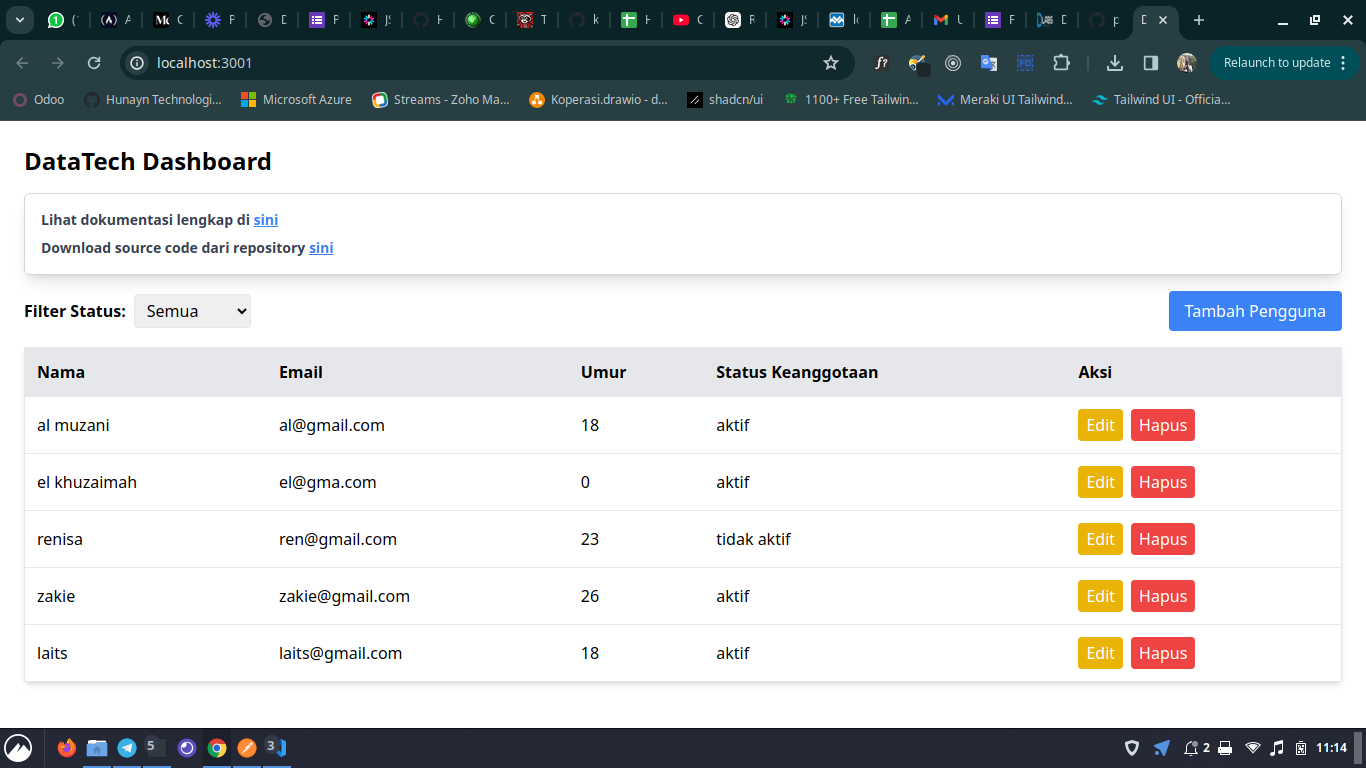 localhost:3001
Relaunch to update
Odoo
Hunayn Technologi...
Microsoft Azure
Streams - Zoho Ma...
Koperasi.drawio - d...
shadcn/ui
1100+ Free Tailwin...
Meraki UI Tailwind...
Tailwind UI - Officia...
DataTech Dashboard
Lihat dokumentasi lengkap di sini
Download source code dari repository sini
Filter Status: Semua
Tambah Pengguna
Nama Email Umur Status Keanggotaan Aksi
al muzani al@gmail.com 18 aktif Edit Hapus
el khuzaimah el@gma.com 0 aktif Edit Hapus
renisa ren@gmail.com 23 tidak aktif Edit Hapus
zakie zakie@gmail.com 26 aktif Edit Hapus
laits laits@gmail.com 18 aktif Edit Hapus
5
3
2
11:14